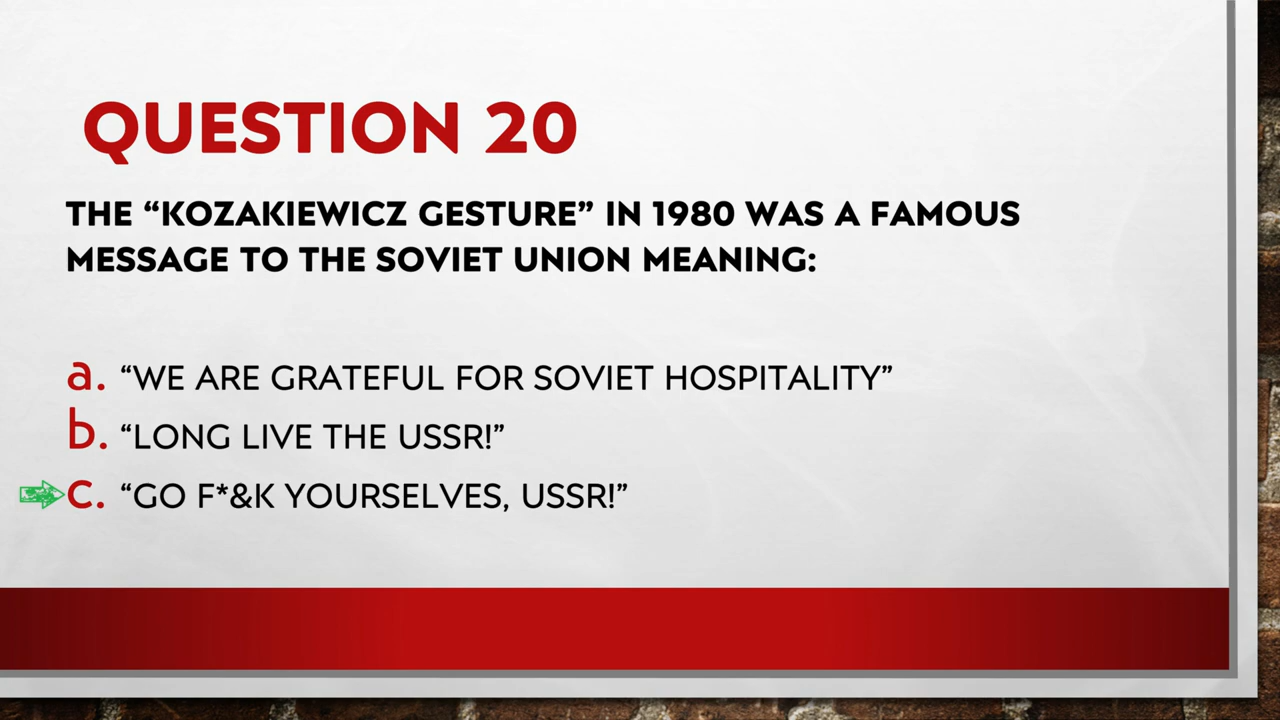 QUESTION 20
THE “KOZAKIEWICZ GESTURE” IN 1980 WAS A FAMOUS
MESSAGE TO THE SOVIET UNION MEANING:
a. “WE ARE GRATEFUL FOR SOVIET HOSPITALITY”
b. “LONG LIVE THE USSR!”
c. “GO F*&K YOURSELVES, USSR!”